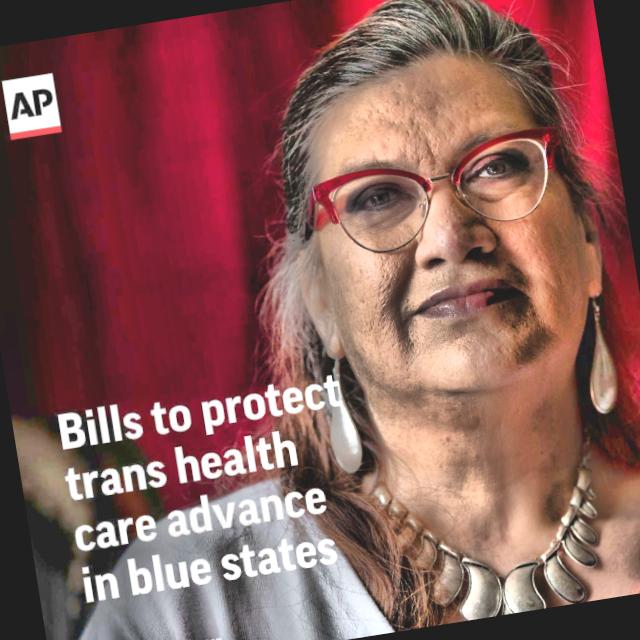 AP
Bills to protect
trans health
care advance
in blue states